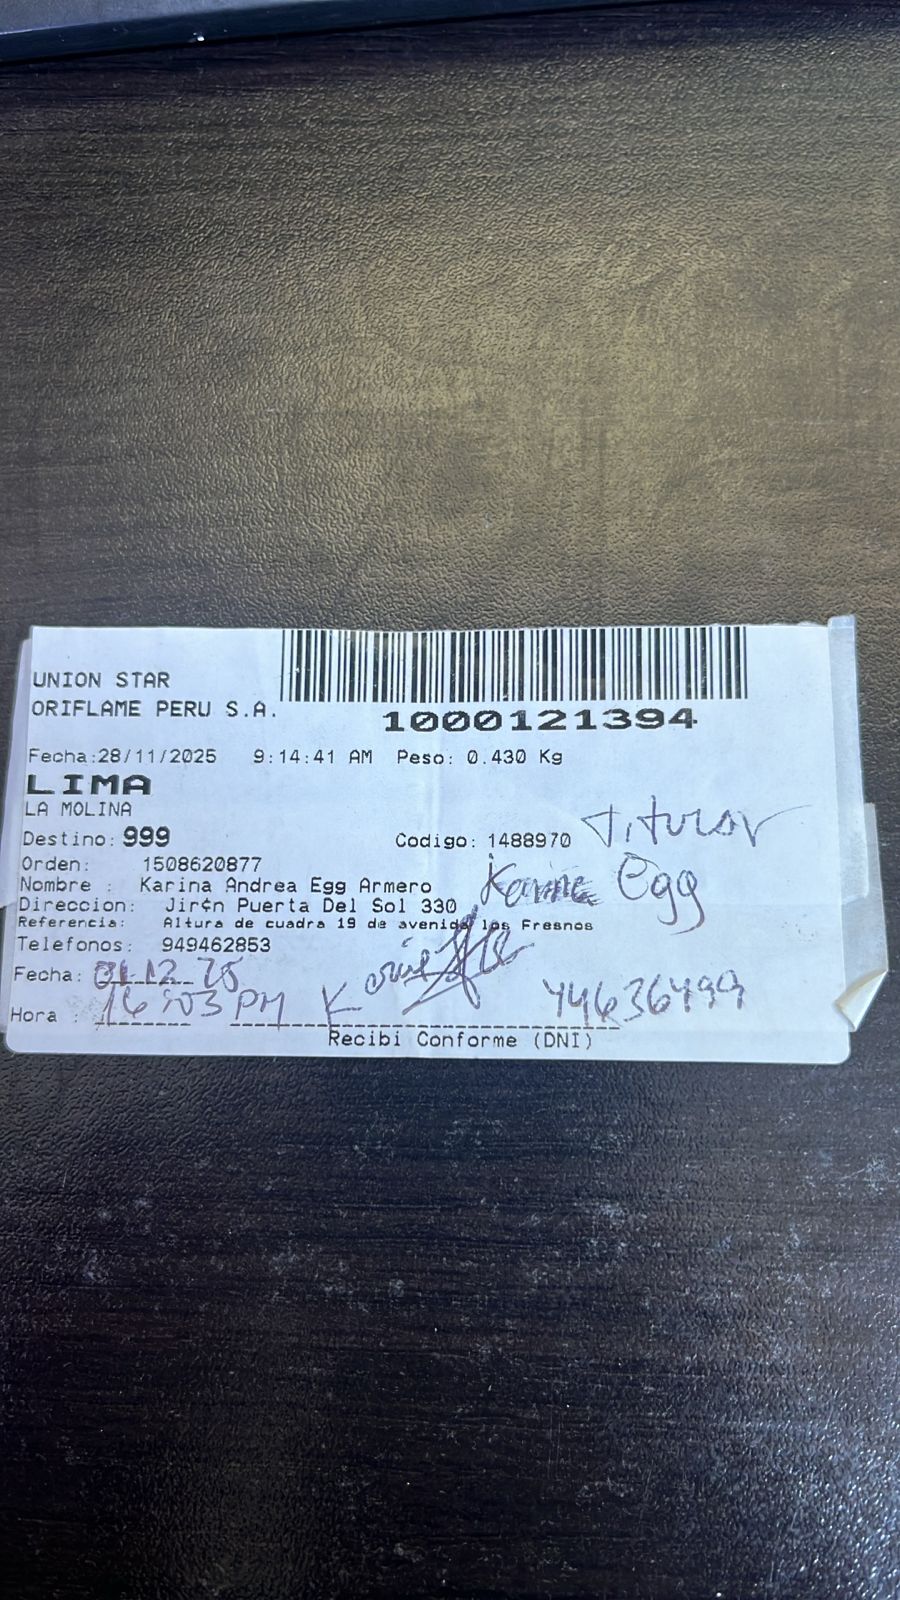 UNION STAR
ORIFLAME PERU S.A.
1000121394
Fecha:28/11/2025 9:14:41 AM Peso: 0.430 Kg
LIMA
LA MOLINA
Destino: 999 Codigo: 1488970 Titular
Orden: 1508620877
Nombre : Karina Andrea Egg Armero Karina Egg
Direccion: Jir¢n Puerta Del Sol 330
Referencia: Altura de cuadra 19 de avenida los Fresnos
Telefonos: 949462853
Fecha: 01.12.25
Hora : 16:03 PM
Recibi Conforme (DNI)